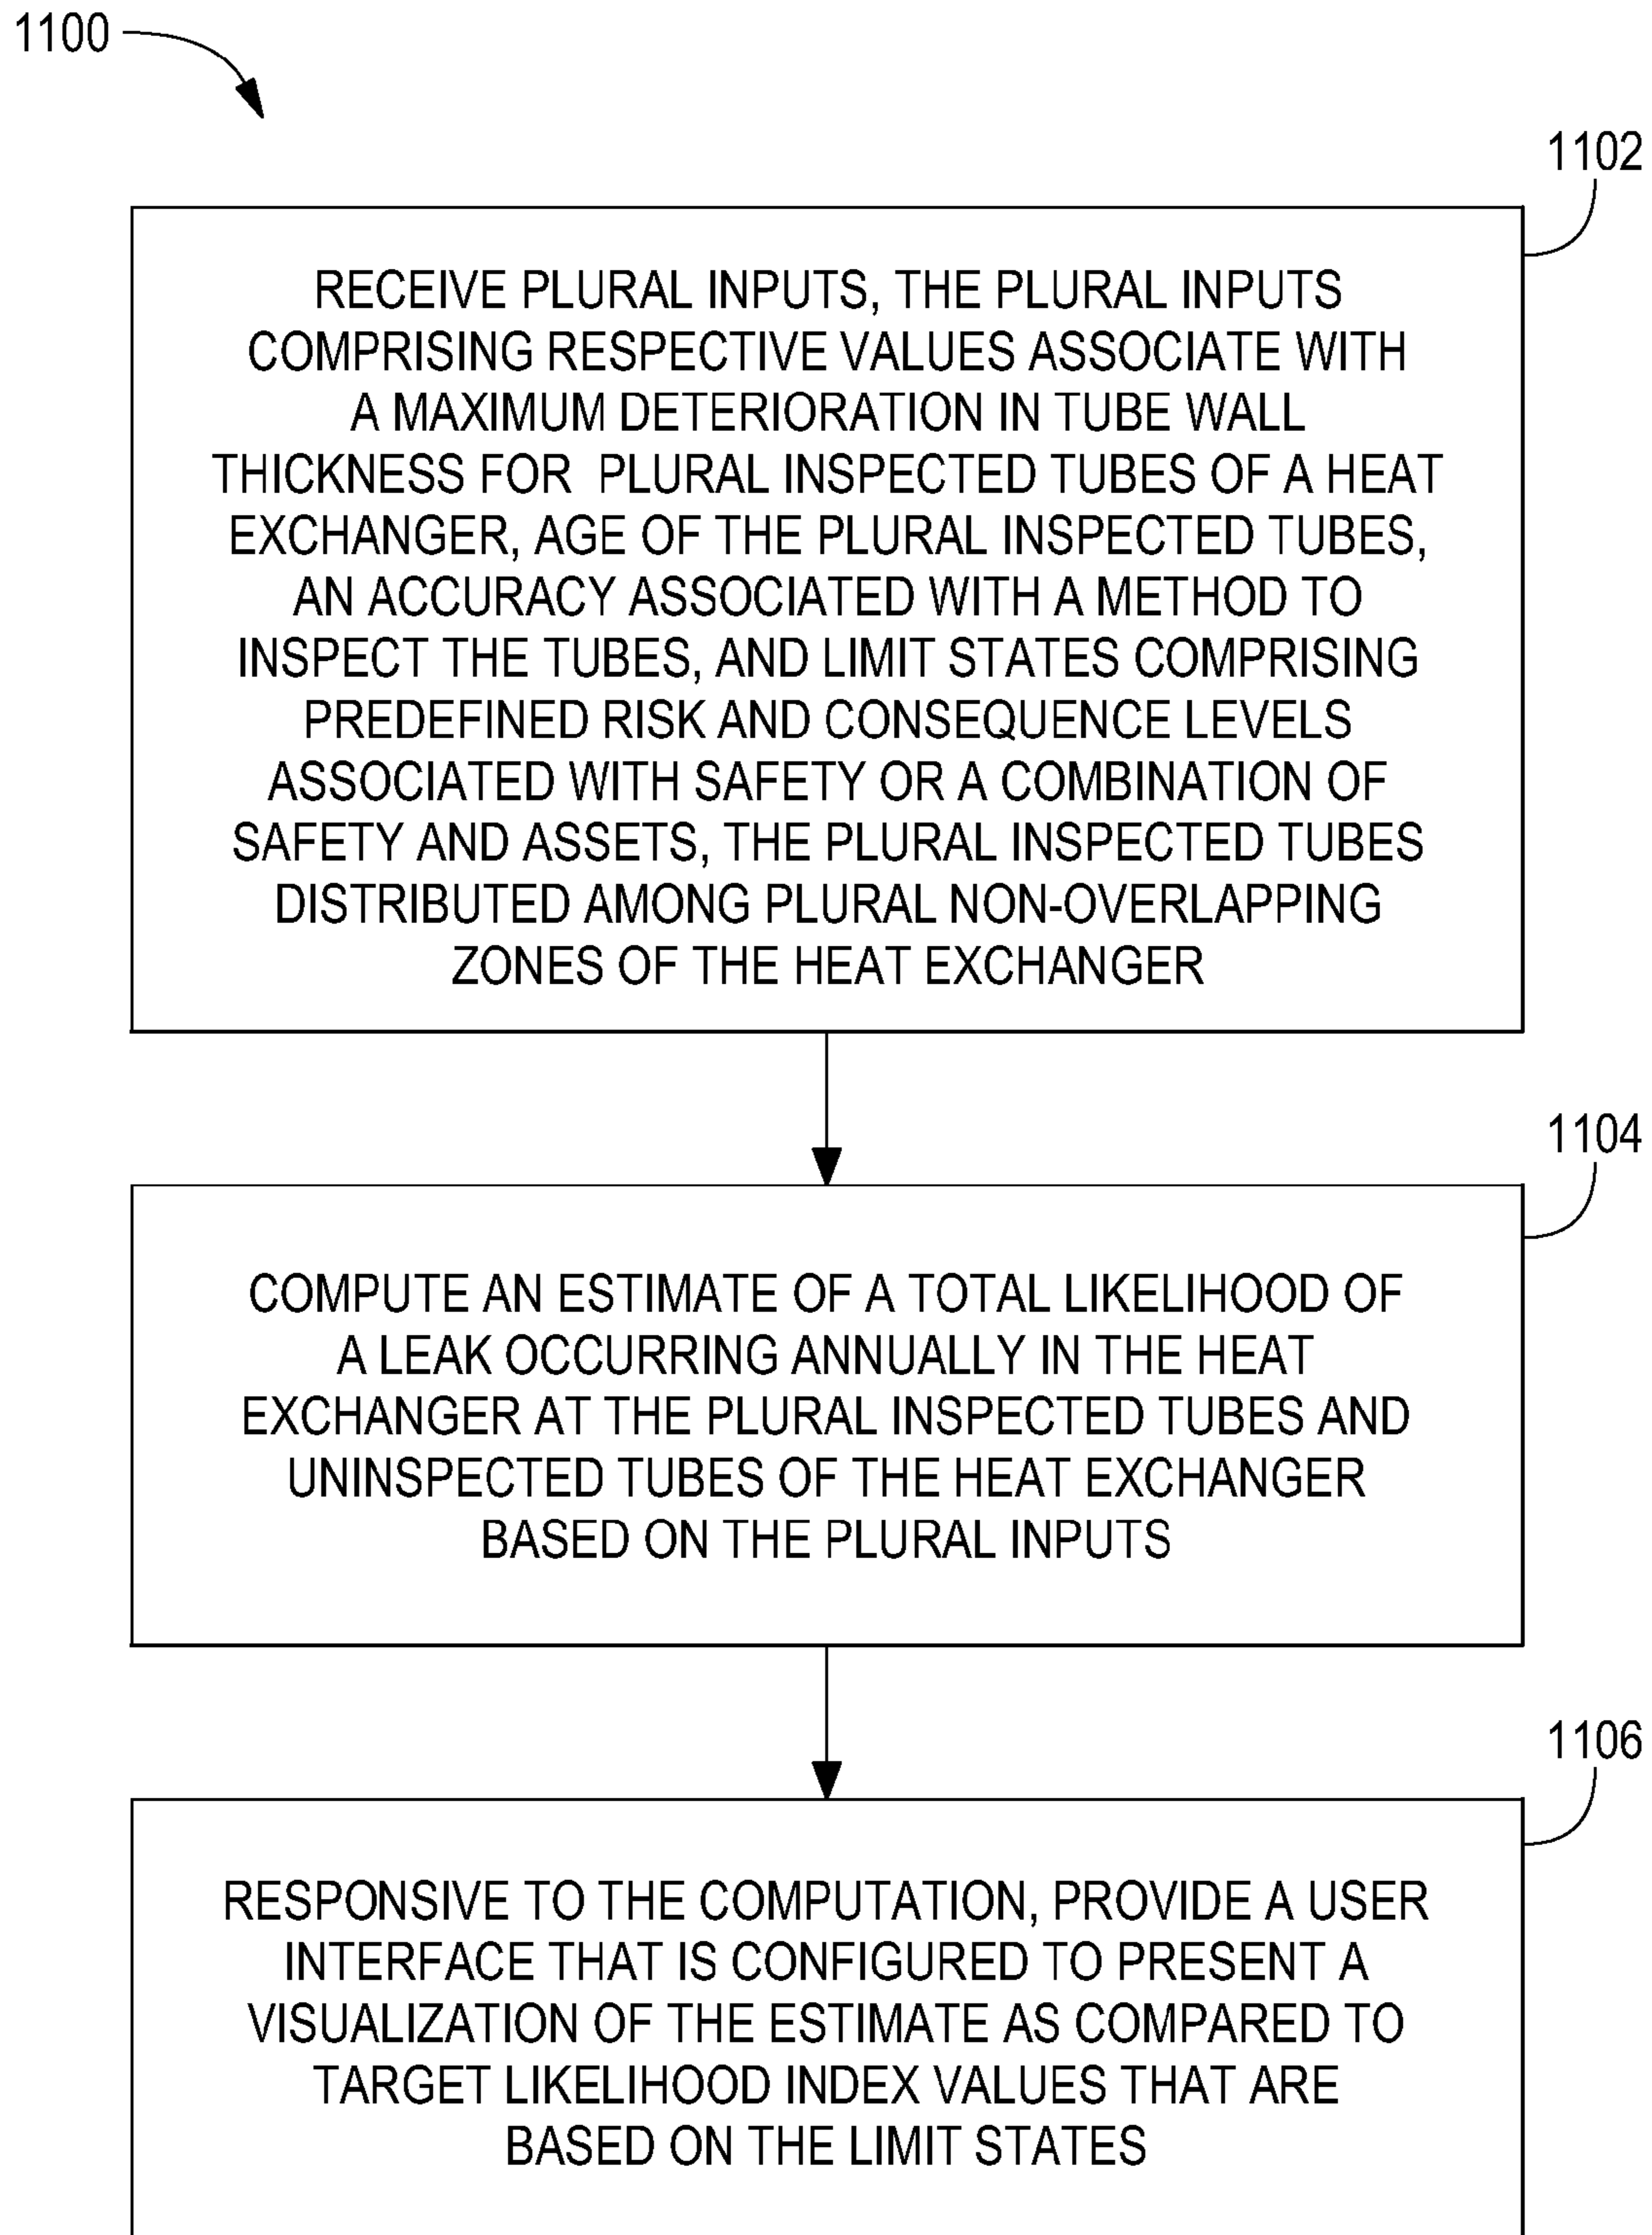 1100
1102
RECEIVE PLURAL INPUTS, THE PLURAL INPUTS
COMPRISING RESPECTIVE VALUES ASSOCIATE WITH
A MAXIMUM DETERIORATION IN TUBE WALL
THICKNESS FOR PLURAL INSPECTED TUBES OF A HEAT
EXCHANGER, AGE OF THE PLURAL INSPECTED TUBES,
AN ACCURACY ASSOCIATED WITH A METHOD TO
INSPECT THE TUBES, AND LIMIT STATES COMPRISING
PREDEFINED RISK AND CONSEQUENCE LEVELS
ASSOCIATED WITH SAFETY OR A COMBINATION OF
SAFETY AND ASSETS, THE PLURAL INSPECTED TUBES
DISTRIBUTED AMONG PLURAL NON-OVERLAPPING
ZONES OF THE HEAT EXCHANGER
1104
COMPUTE AN ESTIMATE OF A TOTAL LIKELIHOOD OF
A LEAK OCCURRING ANNUALLY IN THE HEAT
EXCHANGER AT THE PLURAL INSPECTED TUBES AND
UNINSPECTED TUBES OF THE HEAT EXCHANGER
BASED ON THE PLURAL INPUTS
1106
RESPONSIVE TO THE COMPUTATION, PROVIDE A USER
INTERFACE THAT IS CONFIGURED TO PRESENT A
VISUALIZATION OF THE ESTIMATE AS COMPARED TO
TARGET LIKELIHOOD INDEX VALUES THAT ARE
BASED ON THE LIMIT STATES